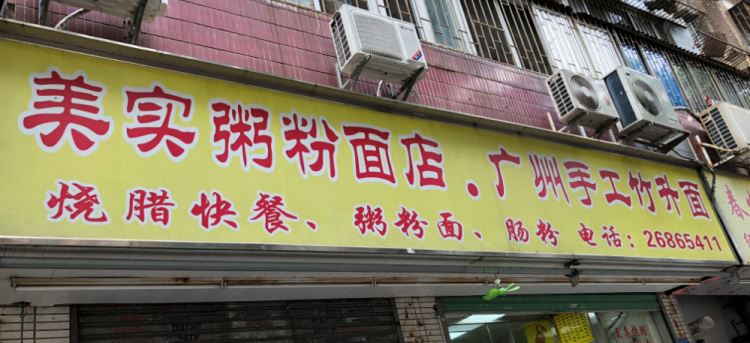 美实粥粉面店.广州手工竹升面
烧腊快餐、粥粉面、肠粉 电话：26865411
春